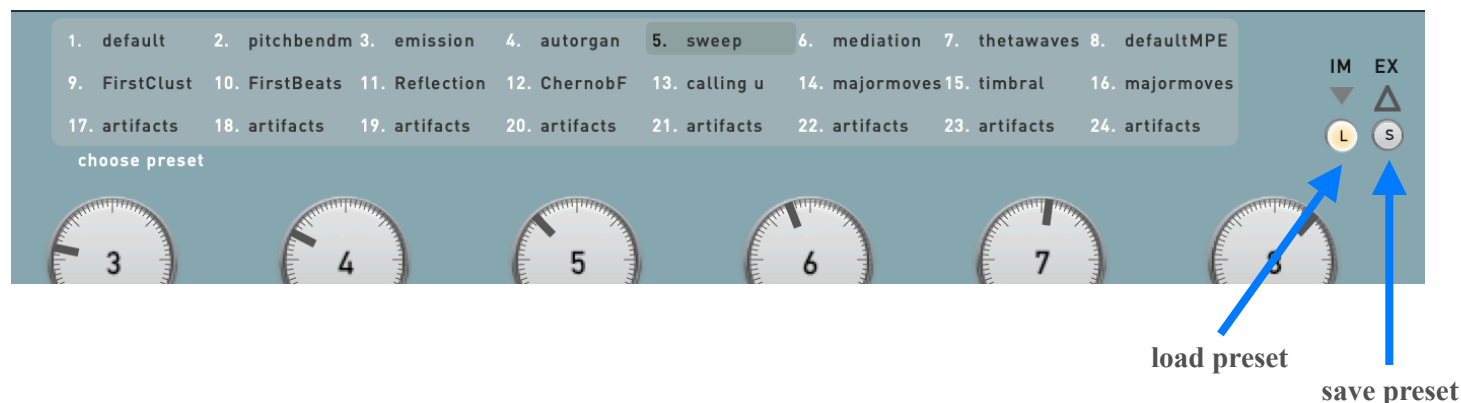 1. default 2. pitchbendm 3. emission 4. autorgan 5. sweep 6. mediation 7. thetawaves 8. defaultMPE
9. FirstClust 10. FirstBeats 11. Reflection 12. ChernobF 13. calling u 14. majormoves 15. timbral 16. majormoves
17. artifacts 18. artifacts 19. artifacts 20. artifacts 21. artifacts 22. artifacts 23. artifacts 24. artifacts
choose preset
IM EX
L S
3 4 5 6 7 8
load preset
save preset